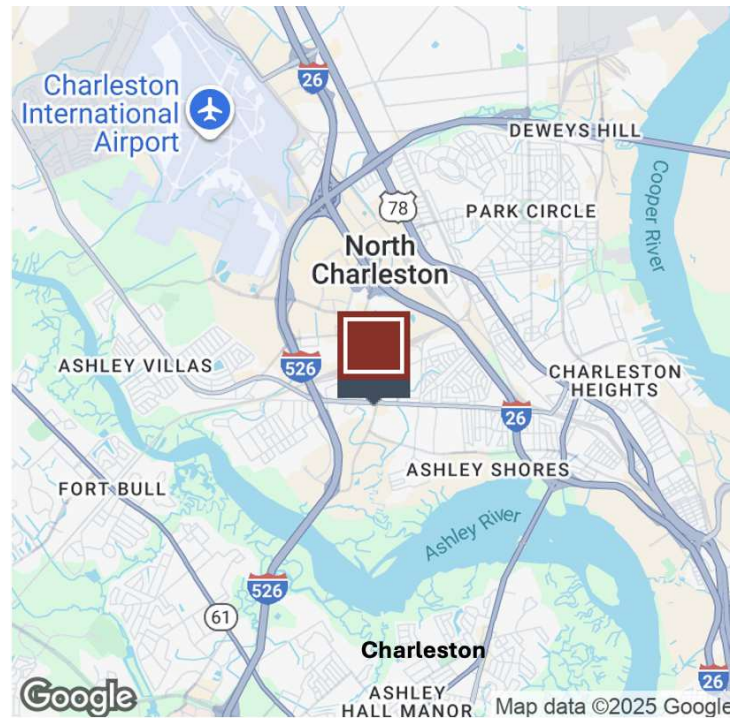 Charleston
International
Airport
26
DEWEYS HILL
Cooper River
78
PARK CIRCLE
North
Charleston
ASHLEY VILLAS
526
CHARLESTON
HEIGHTS
26
ASHLEY SHORES
FORT BULL
Ashley River
526
61
Charleston
ASHLEY
HALL MANOR
26
Google
Map data ©2025 Google